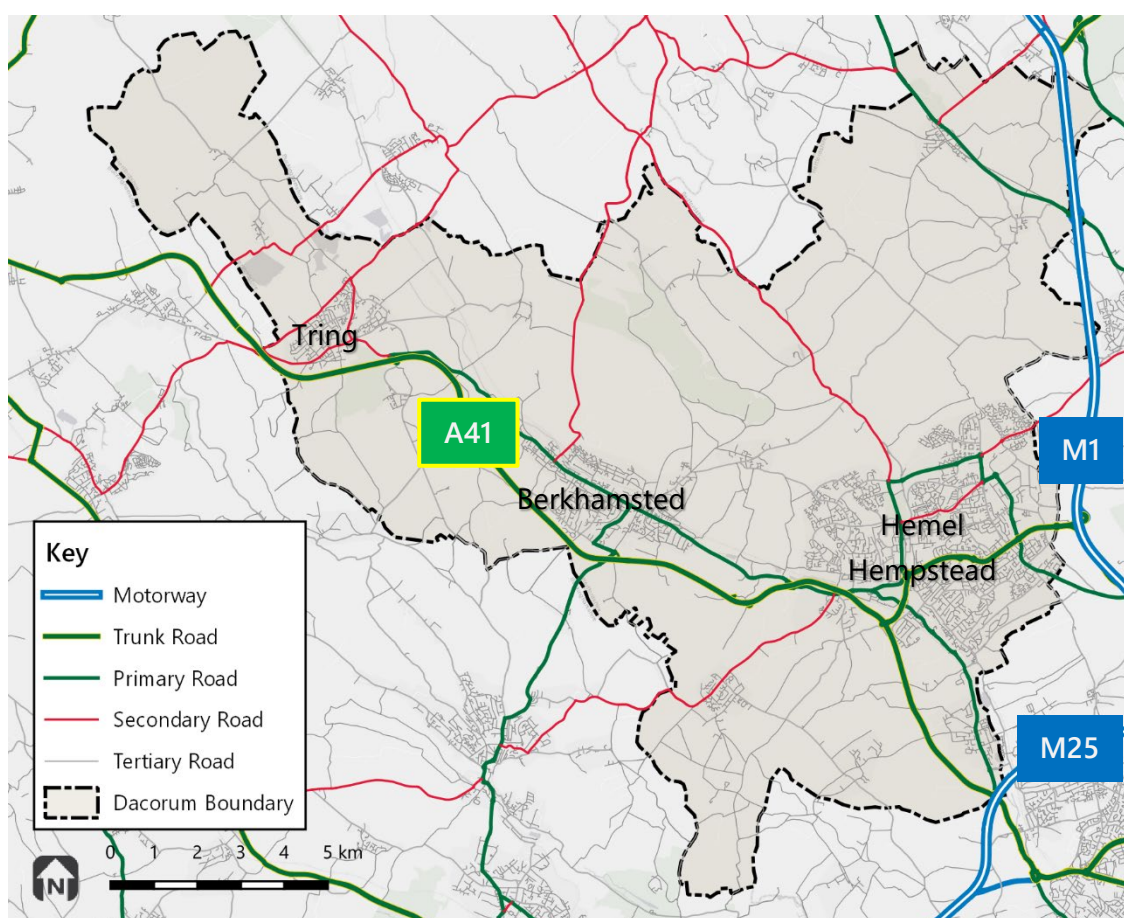 Tring
A41
M1
Berkhamsted
Hemel
Hempstead
M25
Key
Motorway
Trunk Road
Primary Road
Secondary Road
Tertiary Road
Dacorum Boundary
0 1 2 3 4 5 km
N